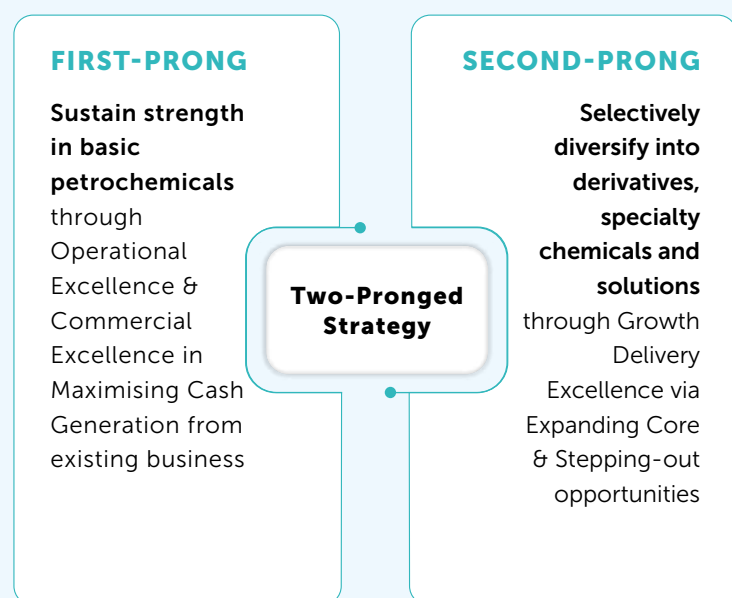 FIRST-PRONG
Sustain strength
in basic
petrochemicals
through
Operational
Excellence &
Commercial
Excellence in
Maximising Cash
Generation from
existing business
Two-Pronged
Strategy
SECOND-PRONG
Selectively
diversify into
derivatives,
specialty
chemicals and
solutions
through Growth
Delivery
Excellence via
Expanding Core
& Stepping-out
opportunities